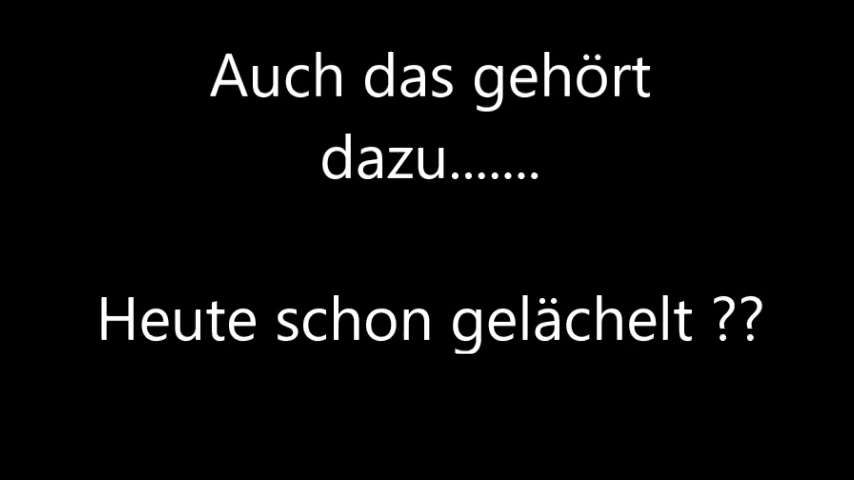 Auch das gehört
dazu.......
Heute schon gelächelt ??